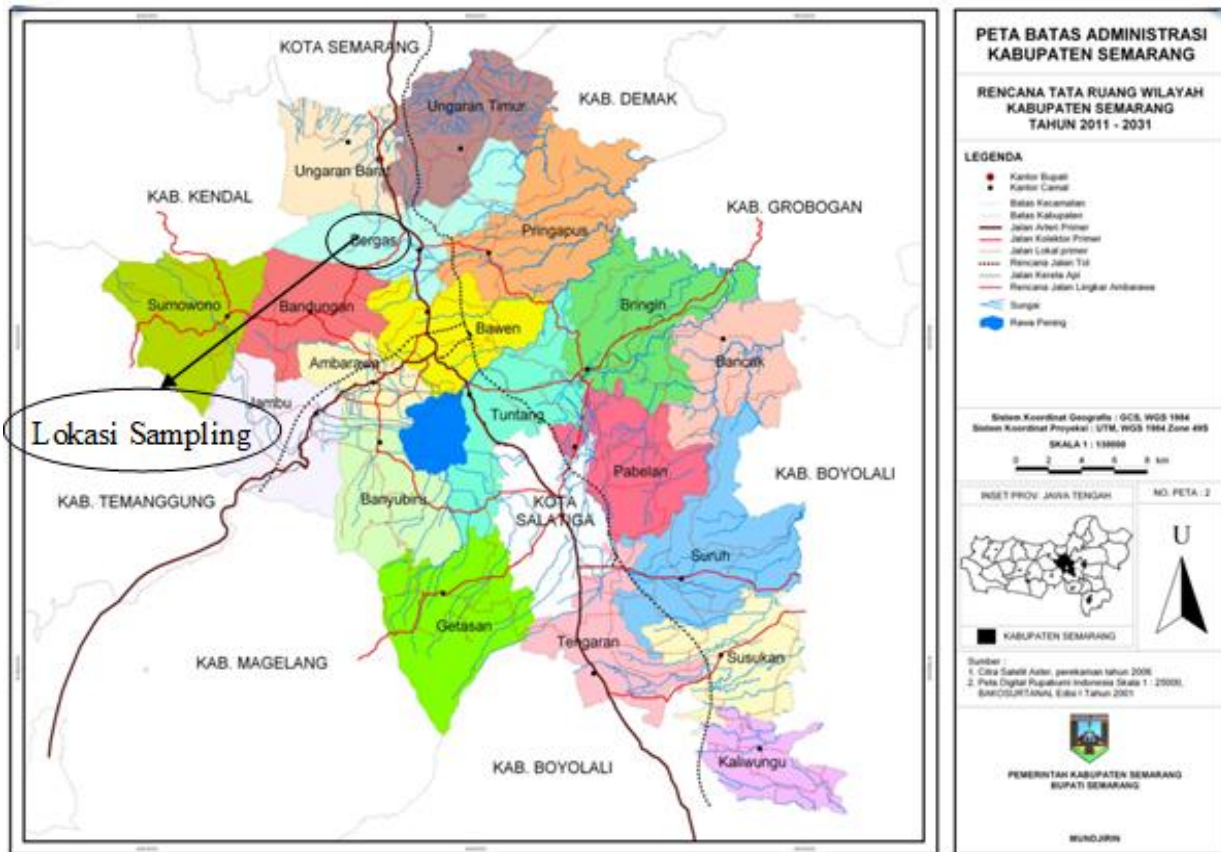 KOTA SEMARANG
Ungaran Timur
KAB. DEMAK
Ungaran Barat
KAB. KENDAL
KAB. GROBOGAN
Bergas
Pringapus
Sumowono
Bandungan
Bringin
Bawen
Ambarawa
Bancak
Jambu
Tuntang
Lokasi Sampling
Pabelan
KAB. BOYOLALI
KAB. TEMANGGUNG
Banyubiru
KOTA
SALATIGA
Suruh
Getasan
Tengaran
KAB. MAGELANG
Susukan
KAB. BOYOLALI
Kaliwungu
PETA BATAS ADMINISTRASI
KABUPATEN SEMARANG
RENCANA TATA RUANG WILAYAH
KABUPATEN SEMARANG
TAHUN 2011 - 2031
LEGENDA
Kantor Bupati
Kantor Camat
Batas Kecamatan
Batas Kabupaten
Jalan Arteri Primer
Jalan Kolektor Primer
Jalan Lokal primer
Rencana Jalan Tol
Jalan Kereta Api
Rencana Jalan Lingkar Ambarawa
Sungai
Rawa Pening
Sistem Koordinat Geografis : GCS, WGS 1984
Sistem Koordinat Proyeksi : UTM, WGS 1984 Zone 49S
SKALA 1 :
0 2 4 6 8 km
INSET PROV. JAWA TENGAH
NO. PETA : 2
U
KABUPATEN SEMARANG
Sumber :
1. Citra Satelit Aster, perekaman tahun 2006
2. Peta Digital Rupabumi Indonesia Skala 1 : 25000,
BAKOSURTANAL Edisi I Tahun 2001
PEMERINTAH KABUPATEN SEMARANG
BUPATI SEMARANG
MUNDJIRIN